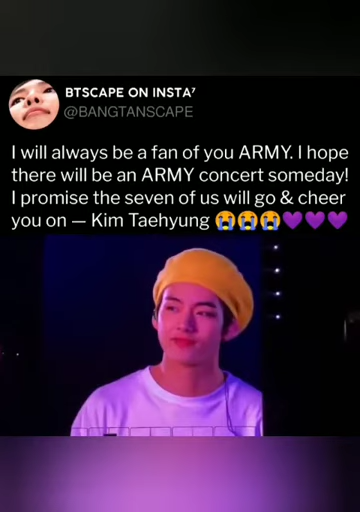 BTSCAPE ON INSTA⁷
@BANGTANSCAPE
I will always be a fan of you ARMY. I hope
there will be an ARMY concert someday!
I promise the seven of us will go & cheer
you on — Kim Taehyung 😭😭😭💜💜💜